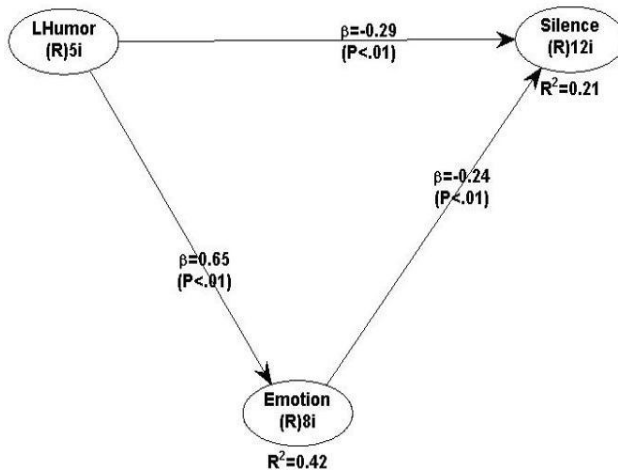 LHumor
(R)5i
β=-0.29
(P<.01)
Silence
(R)12i
R²=0.21
β=-0.24
(P<.01)
β=0.65
(P<.01)
Emotion
(R)8i
R²=0.42